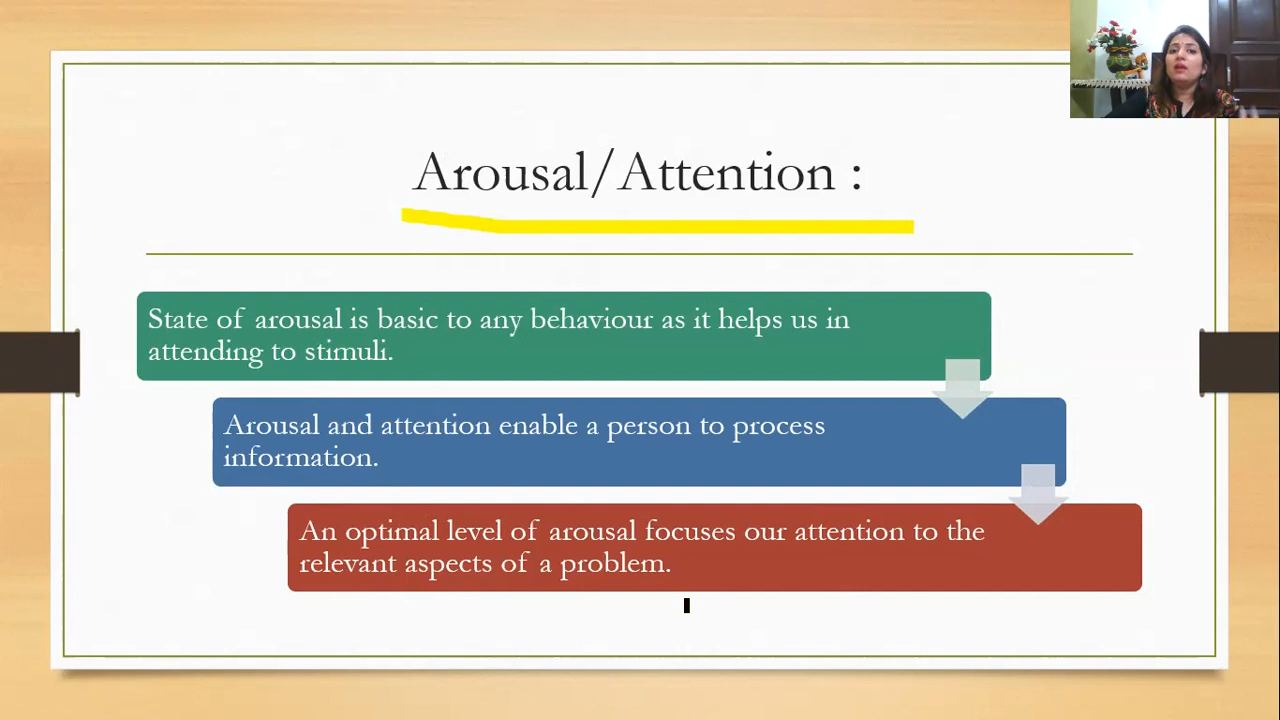 Arousal/Attention :
State of arousal is basic to any behaviour as it helps us in
attending to stimuli.
Arousal and attention enable a person to process
information.
An optimal level of arousal focuses our attention to the
relevant aspects of a problem.